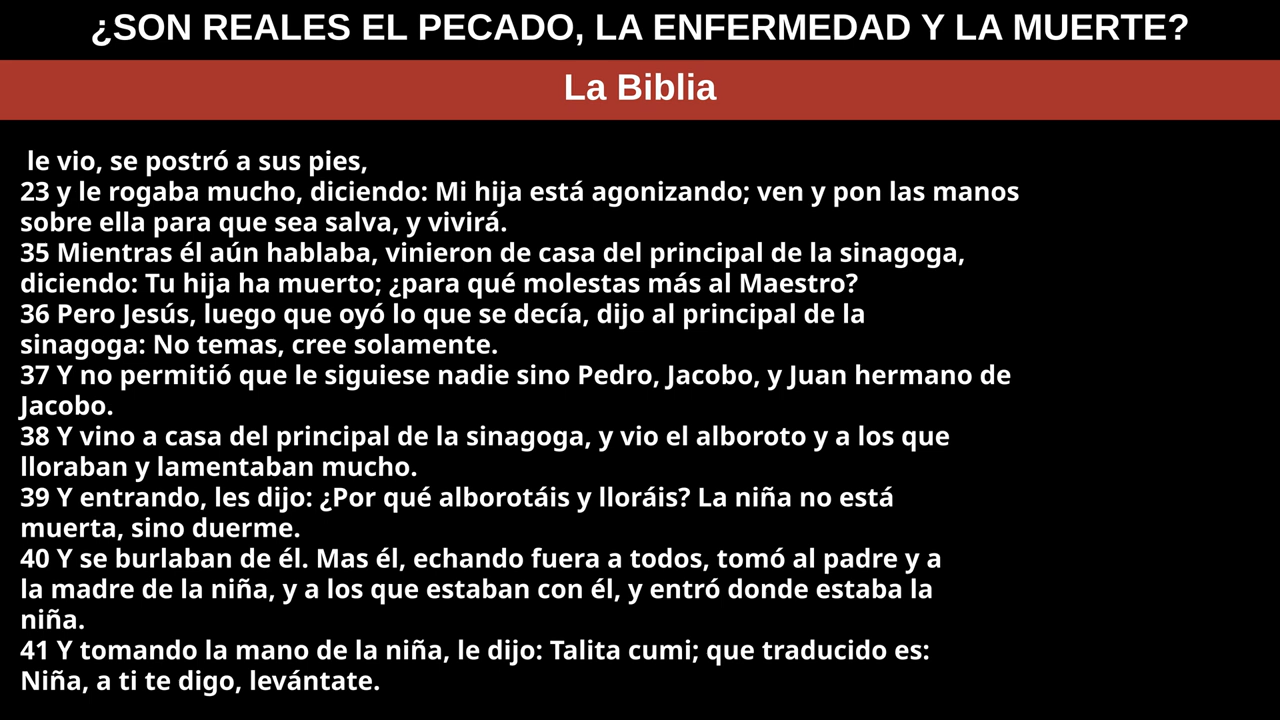 ¿SON REALES EL PECADO, LA ENFERMEDAD Y LA MUERTE?
La Biblia
le vio, se postró a sus pies,
23 y le rogaba mucho, diciendo: Mi hija está agonizando; ven y pon las manos
sobre ella para que sea salva, y vivirá.
35 Mientras él aún hablaba, vinieron de casa del principal de la sinagoga,
diciendo: Tu hija ha muerto; ¿para qué molestas más al Maestro?
36 Pero Jesús, luego que oyó lo que se decía, dijo al principal de la
sinagoga: No temas, cree solamente.
37 Y no permitió que le siguiese nadie sino Pedro, Jacobo, y Juan hermano de
Jacobo.
38 Y vino a casa del principal de la sinagoga, y vio el alboroto y a los que
lloraban y lamentaban mucho.
39 Y entrando, les dijo: ¿Por qué alborotáis y lloráis? La niña no está
muerta, sino duerme.
40 Y se burlaban de él. Mas él, echando fuera a todos, tomó al padre y a
la madre de la niña, y a los que estaban con él, y entró donde estaba la
niña.
41 Y tomando la mano de la niña, le dijo: Talita cumi; que traducido es:
Niña, a ti te digo, levántate.